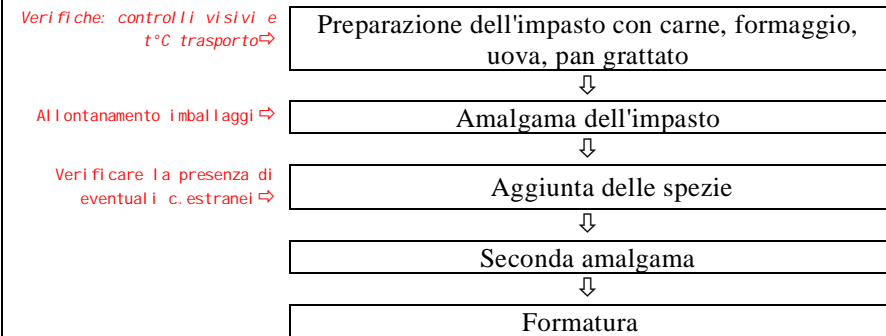 Verifiche: controlli visivi e
t°C trasporto⇨
Preparazione dell'impasto con carne, formaggio,
uova, pan grattato
⇩
Allontanamento imballaggi⇨
Amalgama dell'impasto
⇩
Verificare la presenza di
eventuali c.estranei⇨
Aggiunta delle spezie
⇩
Seconda amalgama
⇩
Formatura